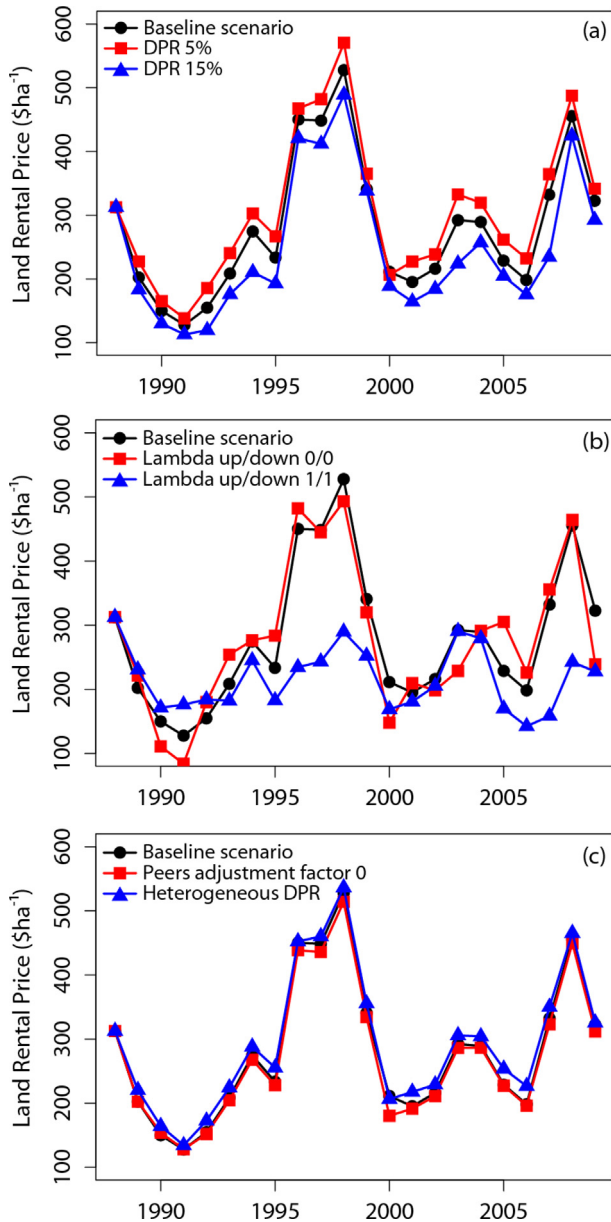 (a)
Baseline scenario
DPR 5%
DPR 15%
Land Rental Price ($ha⁻¹)
600
500
400
300
200
100
1990
1995
2000
2005
(b)
Baseline scenario
Lambda up/down 0/0
Lambda up/down 1/1
Land Rental Price ($ha⁻¹)
600
500
400
300
200
100
1990
1995
2000
2005
(c)
Baseline scenario
Peers adjustment factor 0
Heterogeneous DPR
Land Rental Price ($ha⁻¹)
600
500
400
300
200
100
1990
1995
2000
2005